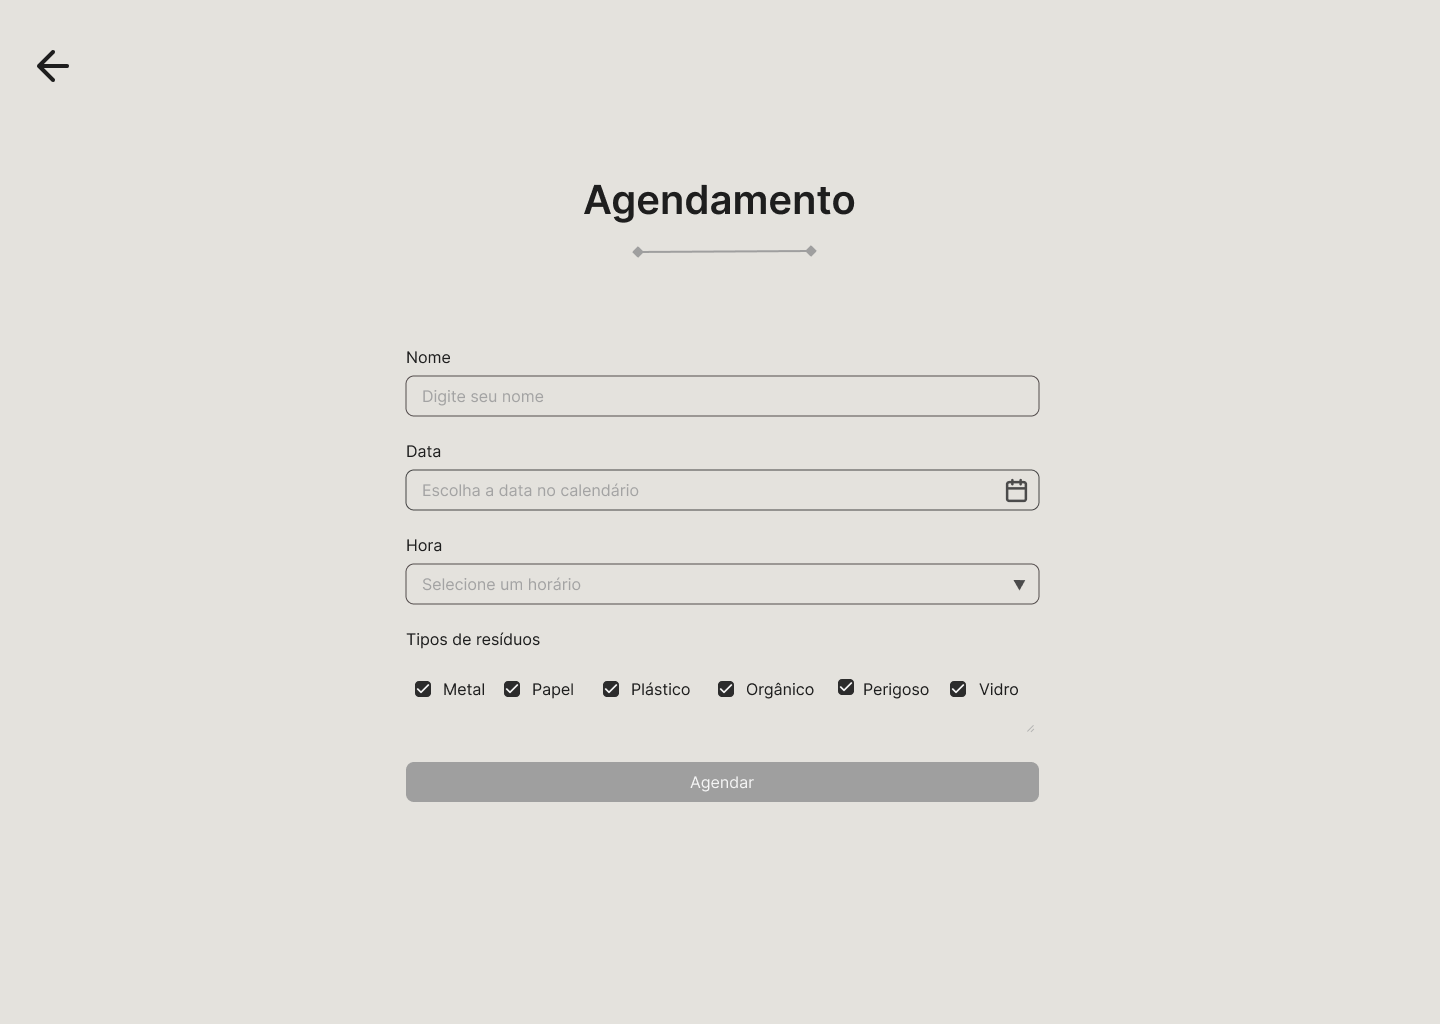 Agendamento
Nome
Digite seu nome
Data
Escolha a data no calendário
Hora
Selecione um horário
Tipos de resíduos
Metal Papel Plástico Orgânico Perigoso Vidro
Agendar